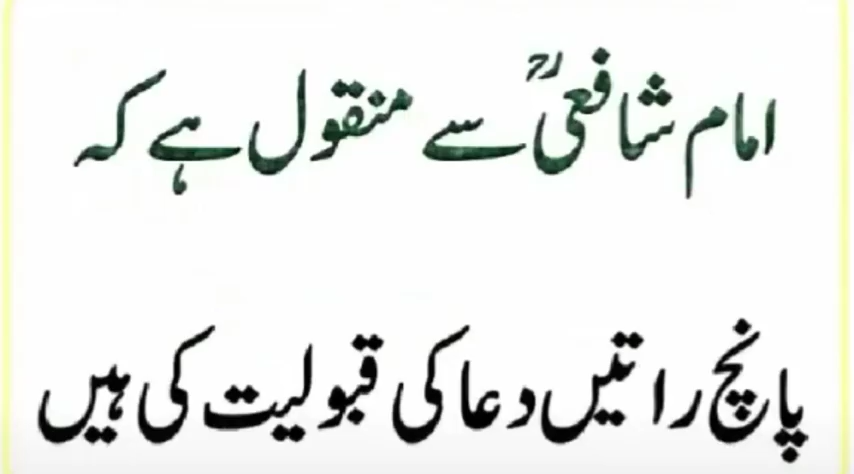 امام شافعیؒ سے منقول ہے کہ
پانچ راتیں دعا کی قبولیت کی ہیں